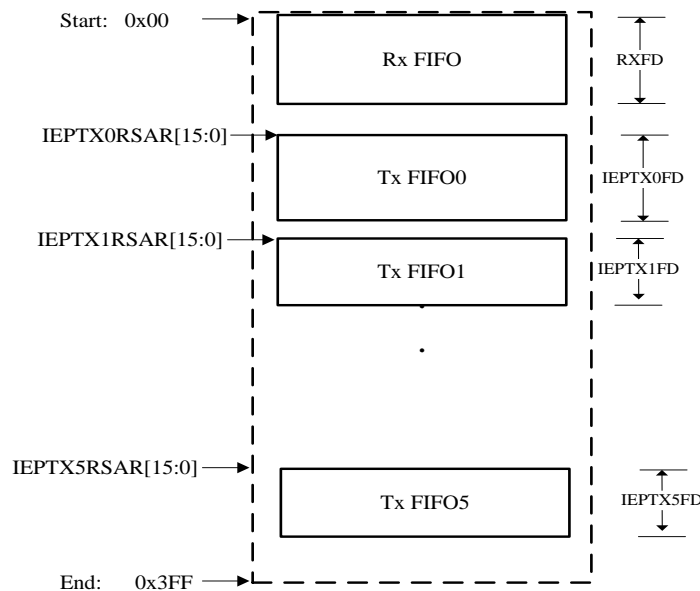 Start: 0x00
Rx FIFO
RXFD
IEPTX0RSAR[15:0]
Tx FIFO0
IEPTX0FD
IEPTX1RSAR[15:0]
Tx FIFO1
IEPTX1FD
IEPTX5RSAR[15:0]
Tx FIFO5
IEPTX5FD
End: 0x3FF